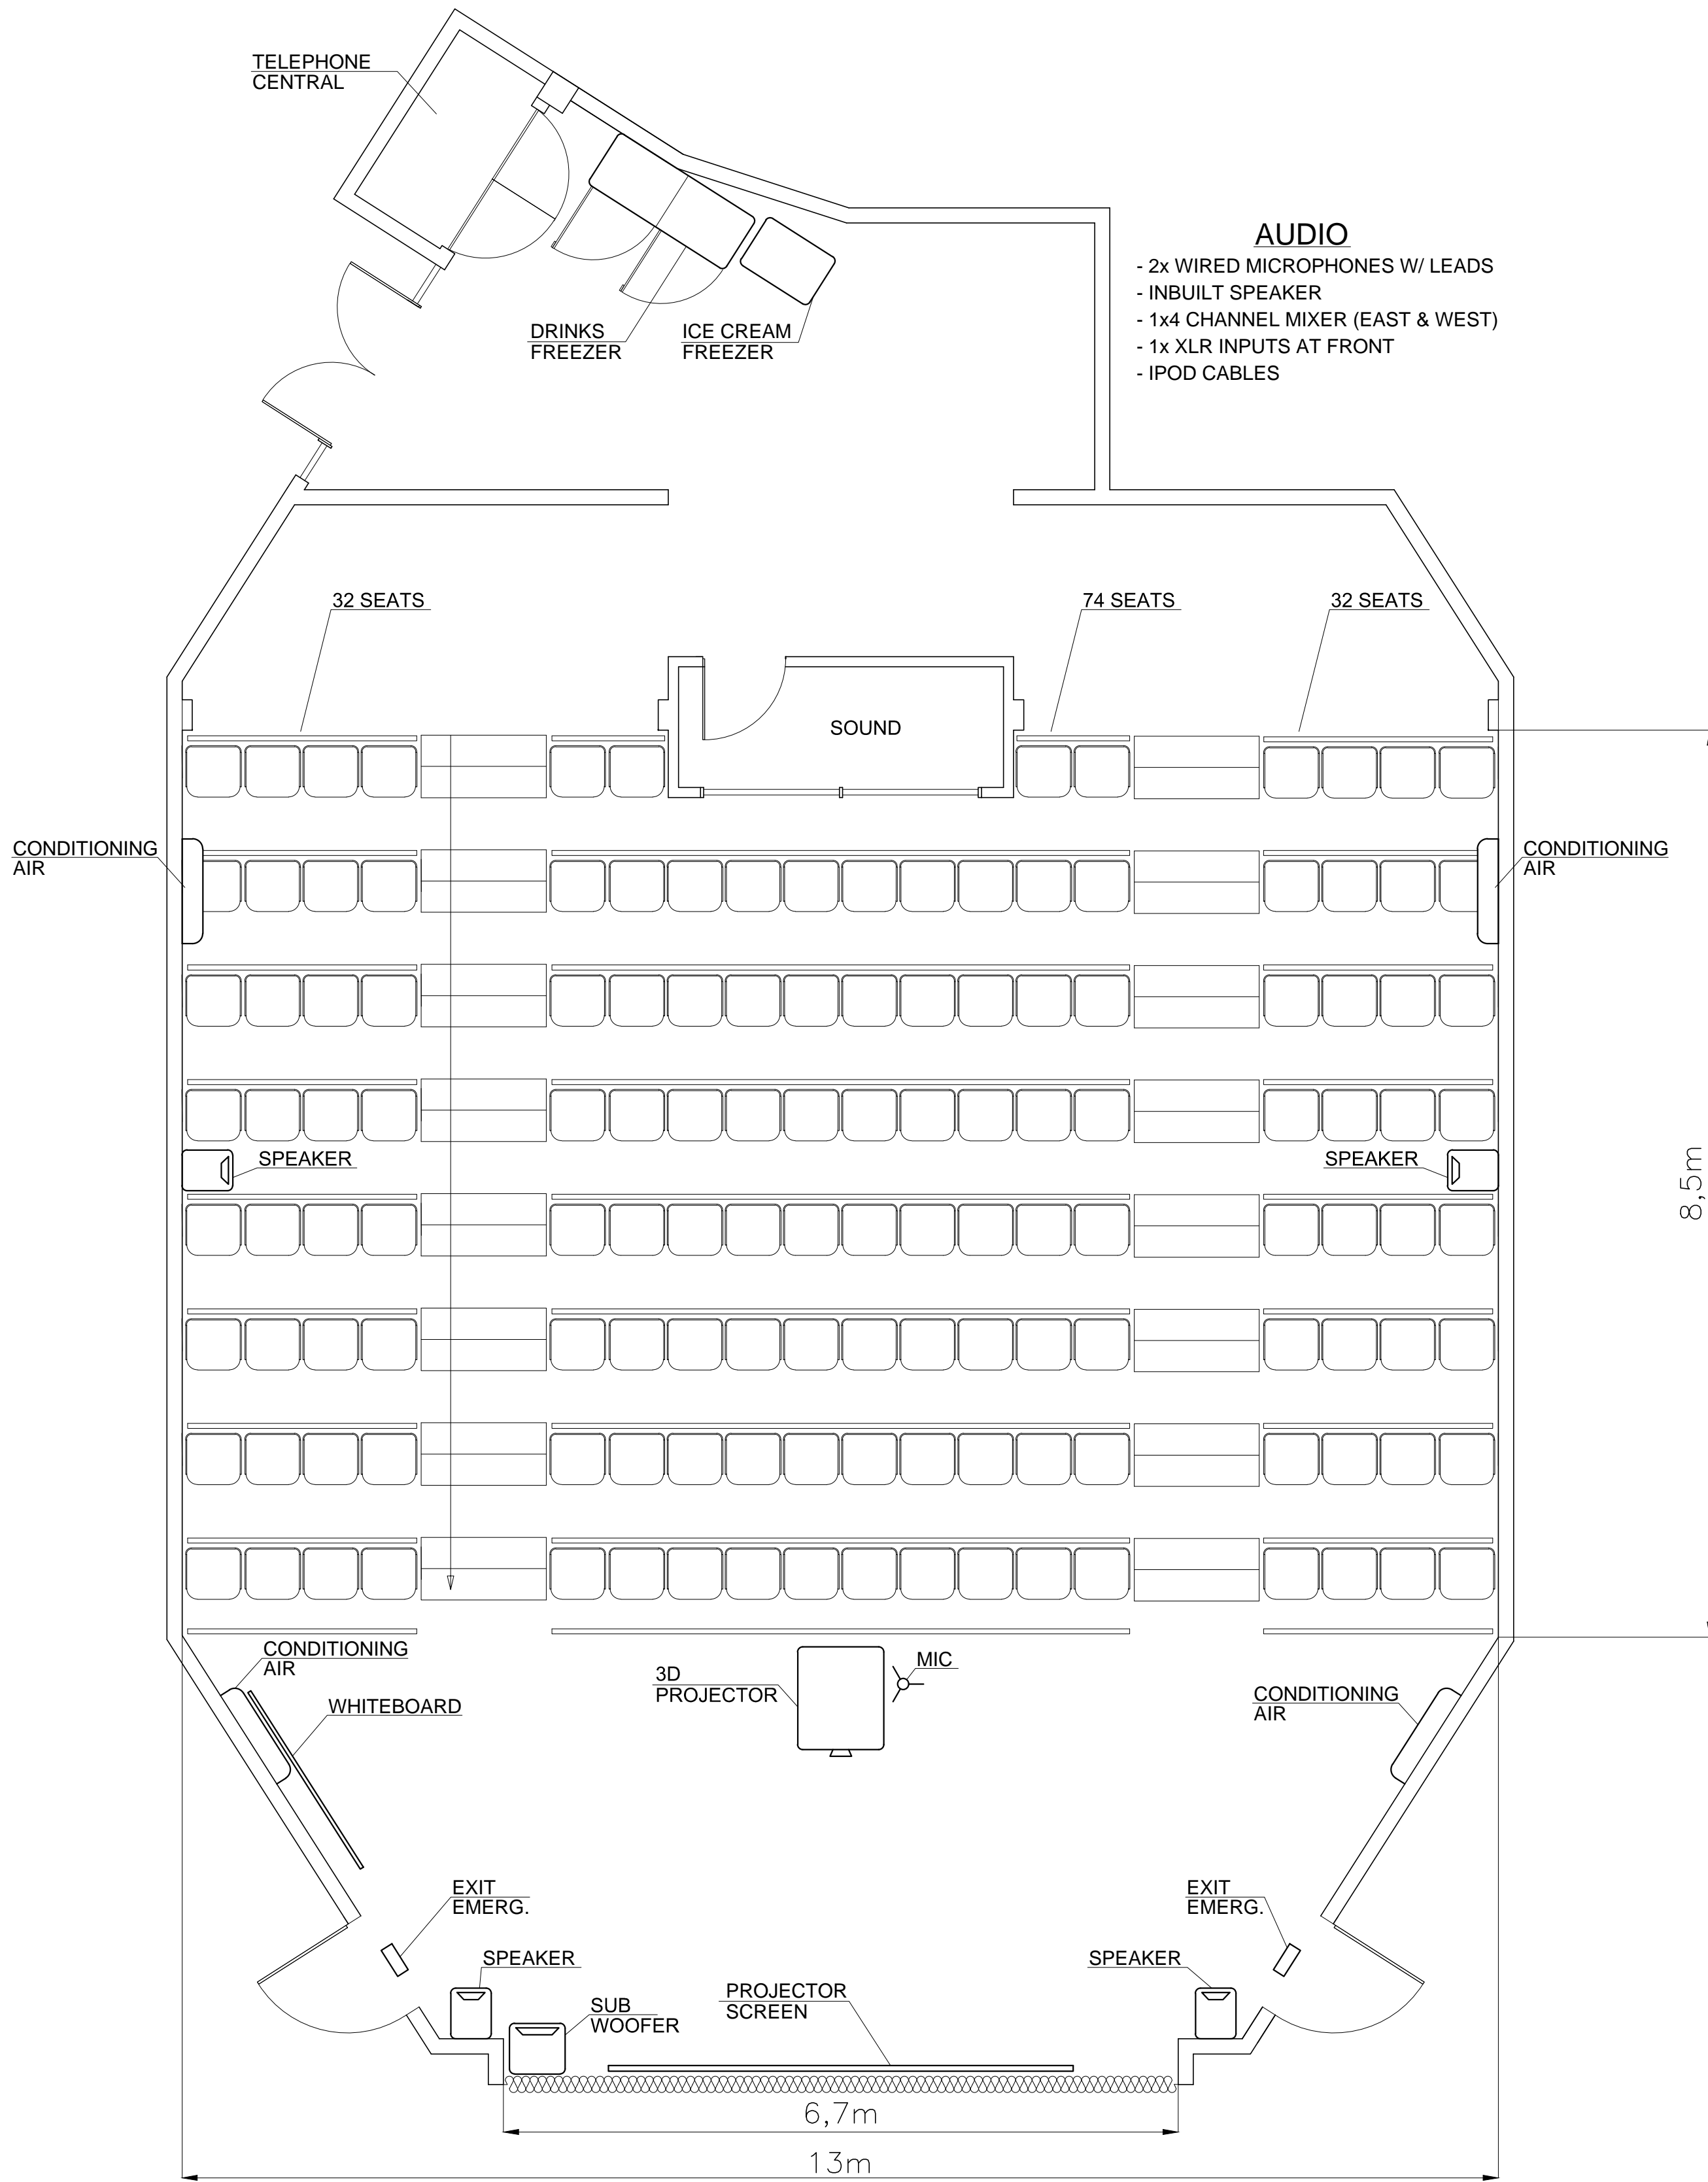 TELEPHONE
CENTRAL
AUDIO
- 2x WIRED MICROPHONES W/ LEADS
- INBUILT SPEAKER
- 1x4 CHANNEL MIXER (EAST & WEST)
- 1x XLR INPUTS AT FRONT
- IPOD CABLES
DRINKS
FREEZER
ICE CREAM
FREEZER
32 SEATS
74 SEATS
32 SEATS
SOUND
CONDITIONING
AIR
CONDITIONING
AIR
SPEAKER
SPEAKER
8,5m
CONDITIONING
AIR
WHITEBOARD
3D
PROJECTOR
MIC
CONDITIONING
AIR
EXIT
EMERG.
EXIT
EMERG.
SPEAKER
SPEAKER
SUB
WOOFER
PROJECTOR
SCREEN
6,7m
13m